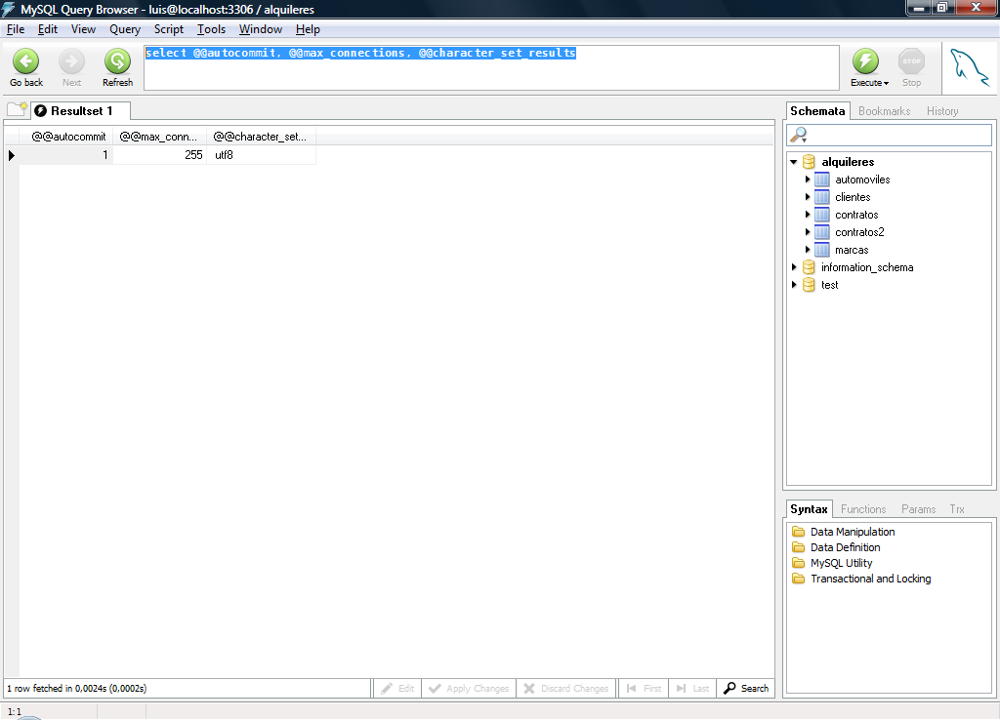 MySQL Query Browser - luis@localhost:3306 / alquileres
File Edit View Query Script Tools Window Help
select @@autocommit, @@max_connections, @@character_set_results
Go back Next Refresh Execute STOP Stop
Resultset 1
@@autocommit @@max_conn... @@character_set...
1 255 utf8
Schemata Bookmarks History
alquileres
automoviles
clientes
contratos
contratos2
marcas
information_schema
test
Syntax Functions Params Trx
Data Manipulation
Data Definition
MySQL Utility
Transactional and Locking
1 row fetched in 0,0024s (0,0002s) Edit Apply Changes Discard Changes First Last Search
1:1